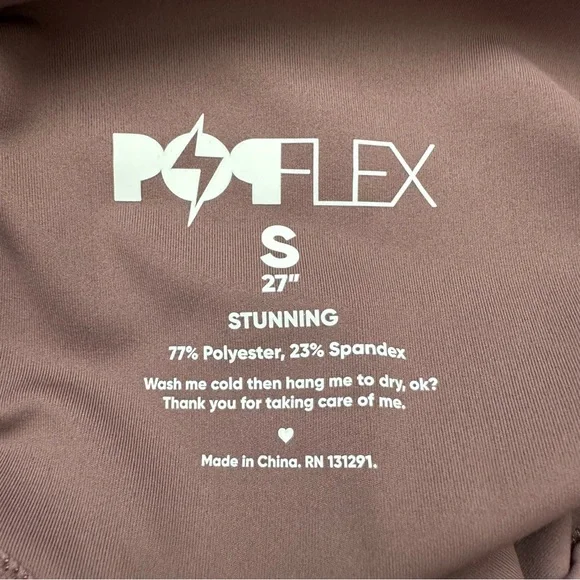 POPFLEX
S
27"
STUNNING
77% Polyester, 23% Spandex
Wash me cold then hang me to dry, ok?
Thank you for taking care of me.
Made in China. RN 131291.